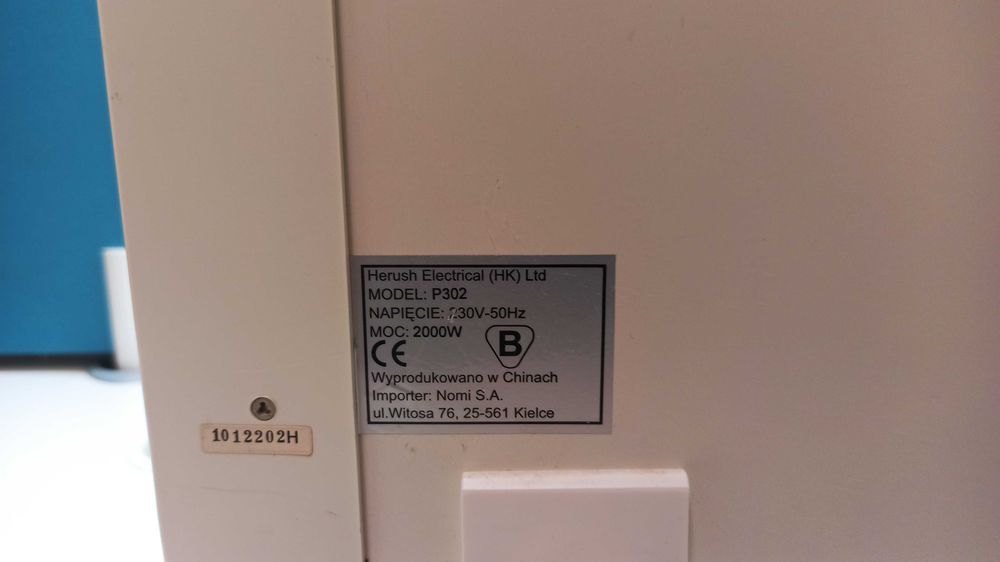 Herush Electrical (HK) Ltd
MODEL: P302
NAPIĘCIE: 230V-50Hz
MOC: 2000W
CE B
Wyprodukowano w Chinach
Importer: Nomi S.A.
ul.Witosa 76, 25-561 Kielce
1012202H